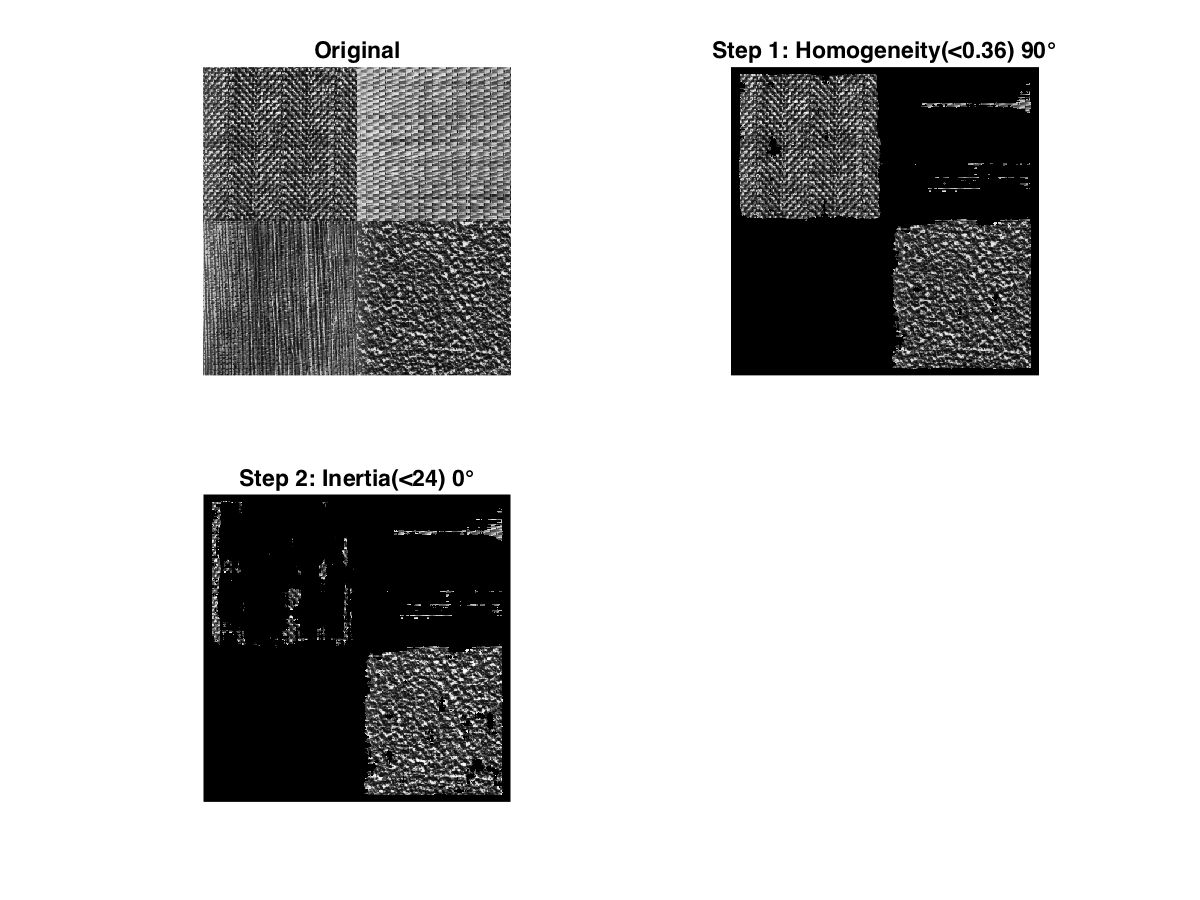 Original
Step 1: Homogeneity(<0.36) 90°
Step 2: Inertia(<24) 0°